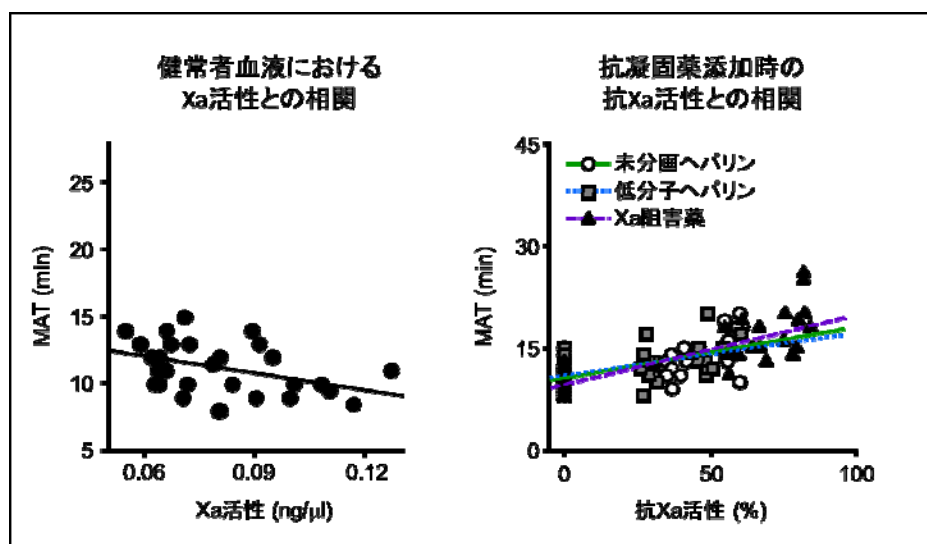 健常者血液における
Xa活性との相関
25
20
15
10
5
MAT (min)
0.06
0.09
0.12
Xa活性 (ng/μl)
抗凝固薬添加時の
抗Xa活性との相関
45
30
15
0
MAT (min)
未分画ヘパリン
低分子ヘパリン
Xa阻害薬
0
50
100
抗Xa活性 (%)